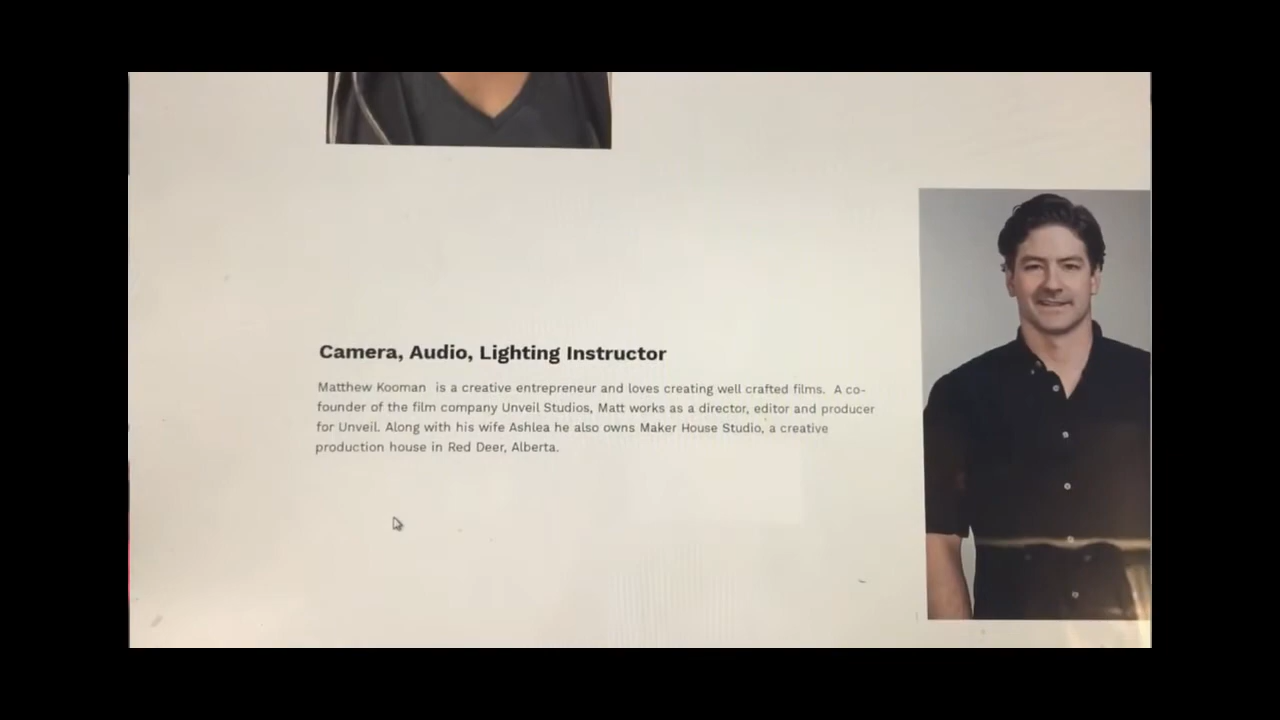 Camera, Audio, Lighting Instructor
Matthew Kooman is a creative entrepreneur and loves creating well crafted films. A co-
founder of the film company Unveil Studios, Matt works as a director, editor and producer
for Unveil. Along with his wife Ashlea he also owns Maker House Studio, a creative
production house in Red Deer, Alberta.